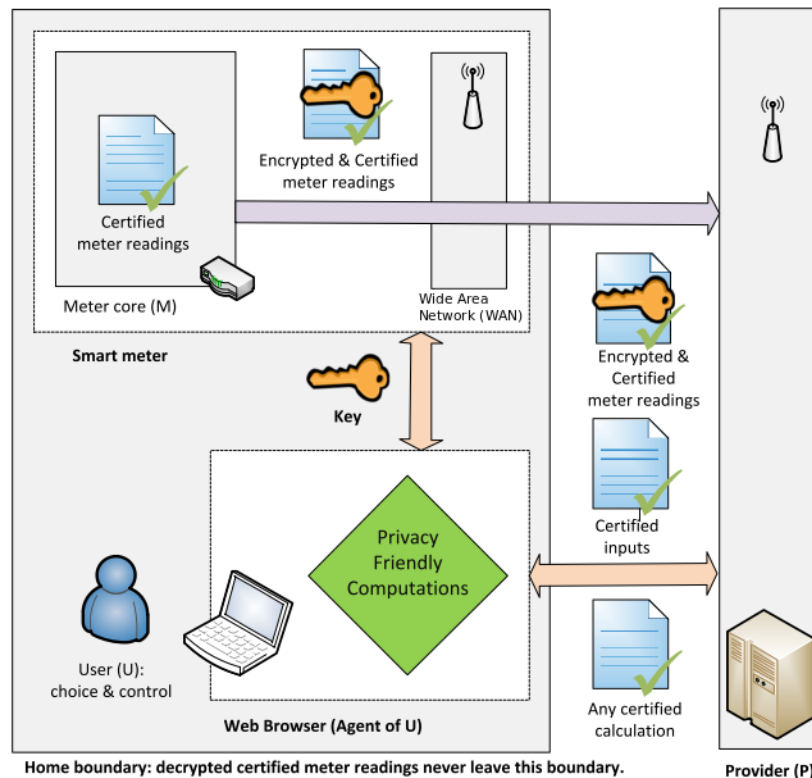 Certified
meter readings
Meter core (M)
Encrypted & Certified
meter readings
Wide Area
Network (WAN)
Smart meter
Key
Encrypted &
Certified
meter readings
Certified
inputs
Privacy
Friendly
Computations
User (U):
choice & control
Web Browser (Agent of U)
Any certified
calculation
Home boundary: decrypted certified meter readings never leave this boundary.
Provider (P)